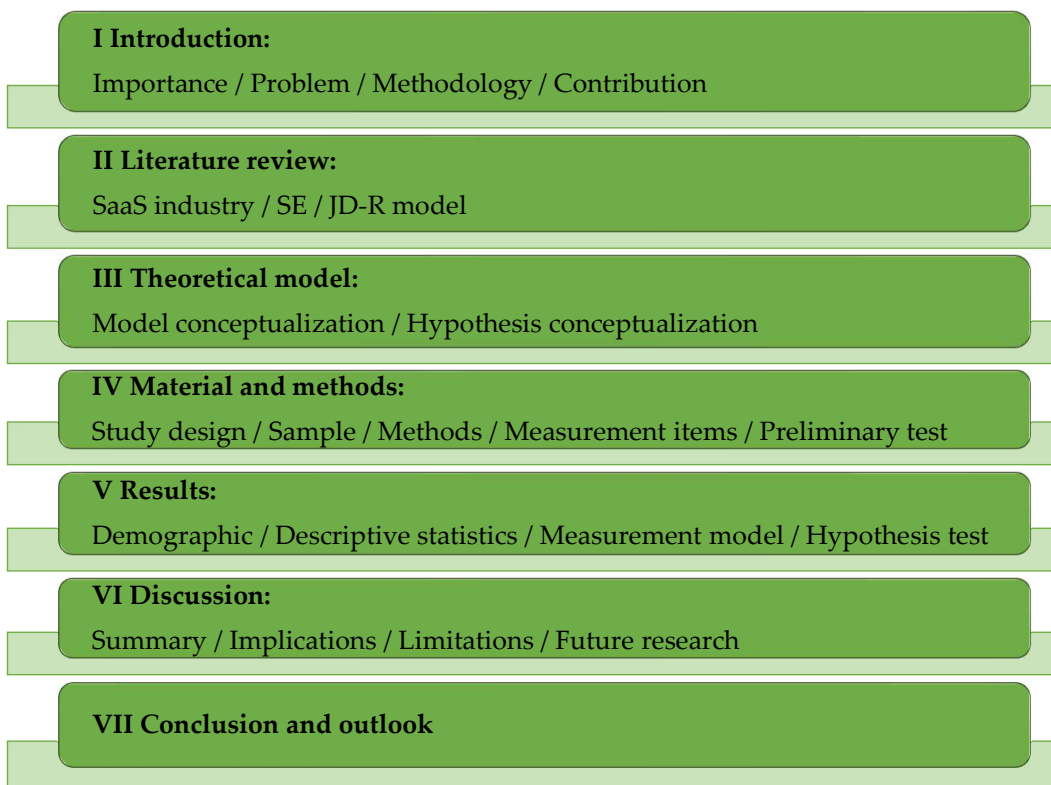 I Introduction:
Importance / Problem / Methodology / Contribution
II Literature review:
SaaS industry / SE / JD-R model
III Theoretical model:
Model conceptualization / Hypothesis conceptualization
IV Material and methods:
Study design / Sample / Methods / Measurement items / Preliminary test
V Results:
Demographic / Descriptive statistics / Measurement model / Hypothesis test
VI Discussion:
Summary / Implications / Limitations / Future research
VII Conclusion and outlook